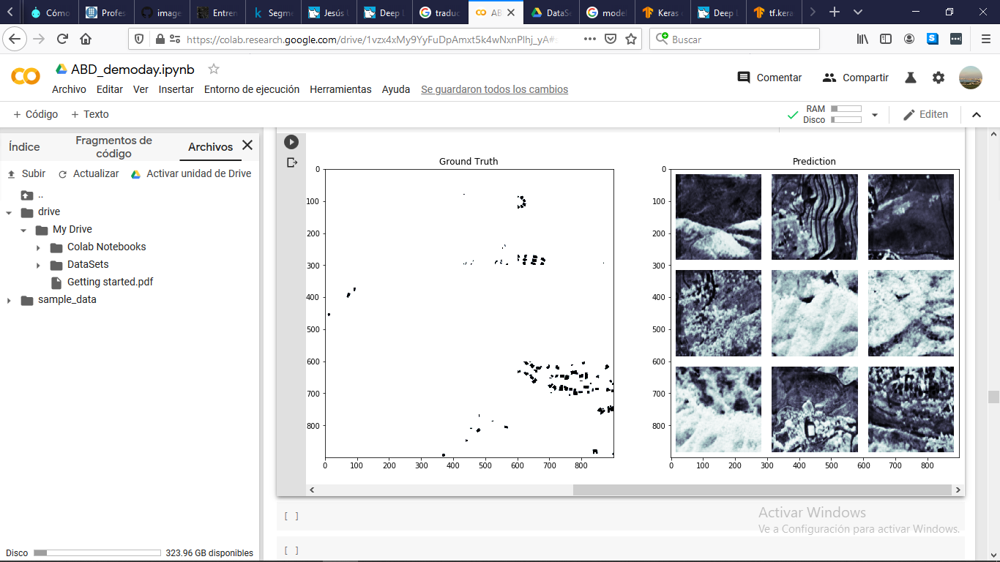 Cómo
Profes
image
Entren
Segme
Jesús L
Deep L
traduc
AB
DataSe
model
Keras
Deep L
tf.kera
https://colab.research.google.com/drive/1vzx4xMy9YyFuDpAmxt5k4wNxnPlhj_yA#
Buscar
ABD_demoday.ipynb
Archivo Editar Ver Insertar Entorno de ejecución Herramientas Ayuda Se guardaron todos los cambios
Comentar Compartir
+ Código + Texto
RAM
Disco
Editen
Índice
Fragmentos de
código
Archivos
Subir Actualizar Activar unidad de Drive
..
drive
My Drive
Colab Notebooks
DataSets
Getting started.pdf
sample_data
Disco 323.96 GB disponibles
Ground Truth
0
100
200
300
400
500
600
700
800
0 100 200 300 400 500 600 700 800
Prediction
0
100
200
300
400
500
600
700
800
0 100 200 300 400 500 600 700 800
[ ]
[ ]
Activar Windows
Ve a Configuración para activar Windows.